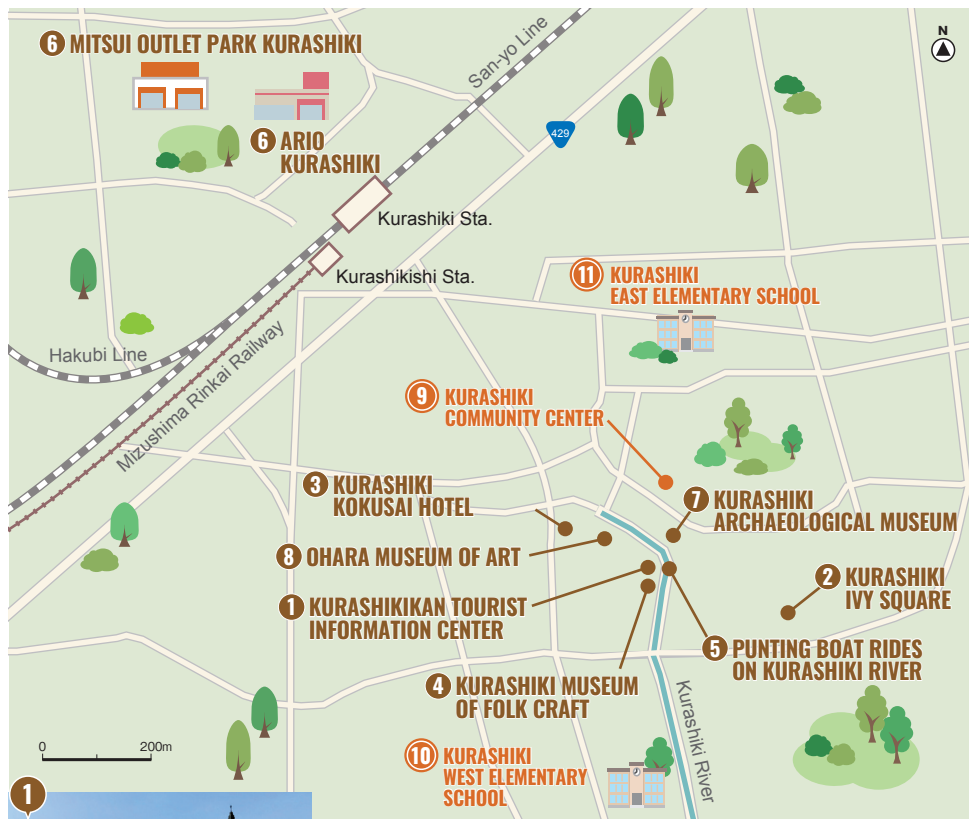 6 MITSUI OUTLET PARK KURASHIKI
San-yo Line
N
429
6 ARIO
KURASHIKI
Kurashiki Sta.
Kurashikishi Sta.
11 KURASHIKI
EAST ELEMENTARY SCHOOL
Hakubi Line
Mizushima Rinkai Railway
9 KURASHIKI
COMMUNITY CENTER
3 KURASHIKI
KOKUSAI HOTEL
7 KURASHIKI
ARCHAEOLOGICAL MUSEUM
8 OHARA MUSEUM OF ART
2 KURASHIKI
IVY SQUARE
1 KURASHIKIKAN TOURIST
INFORMATION CENTER
5 PUNTING BOAT RIDES
ON KURASHIKI RIVER
4 KURASHIKI MUSEUM
OF FOLK CRAFT
Kurashiki River
0 200m
10 KURASHIKI
WEST ELEMENTARY
SCHOOL
1